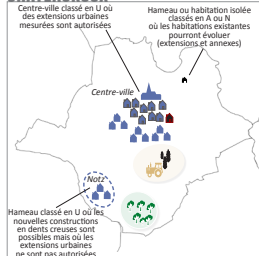 Centre-ville classé en U où
des extensions urbaines
mesurées sont autorisées
Hameau ou habitation isolée
classés en A ou N
où les habitations existantes
pourront évoluer
(extensions et annexes)
Centre-ville
Notz
Hameau classé en U où les
nouvelles constructions
en dents creuses sont
possibles mais où les
extensions urbaines
ne sont pas autorisées